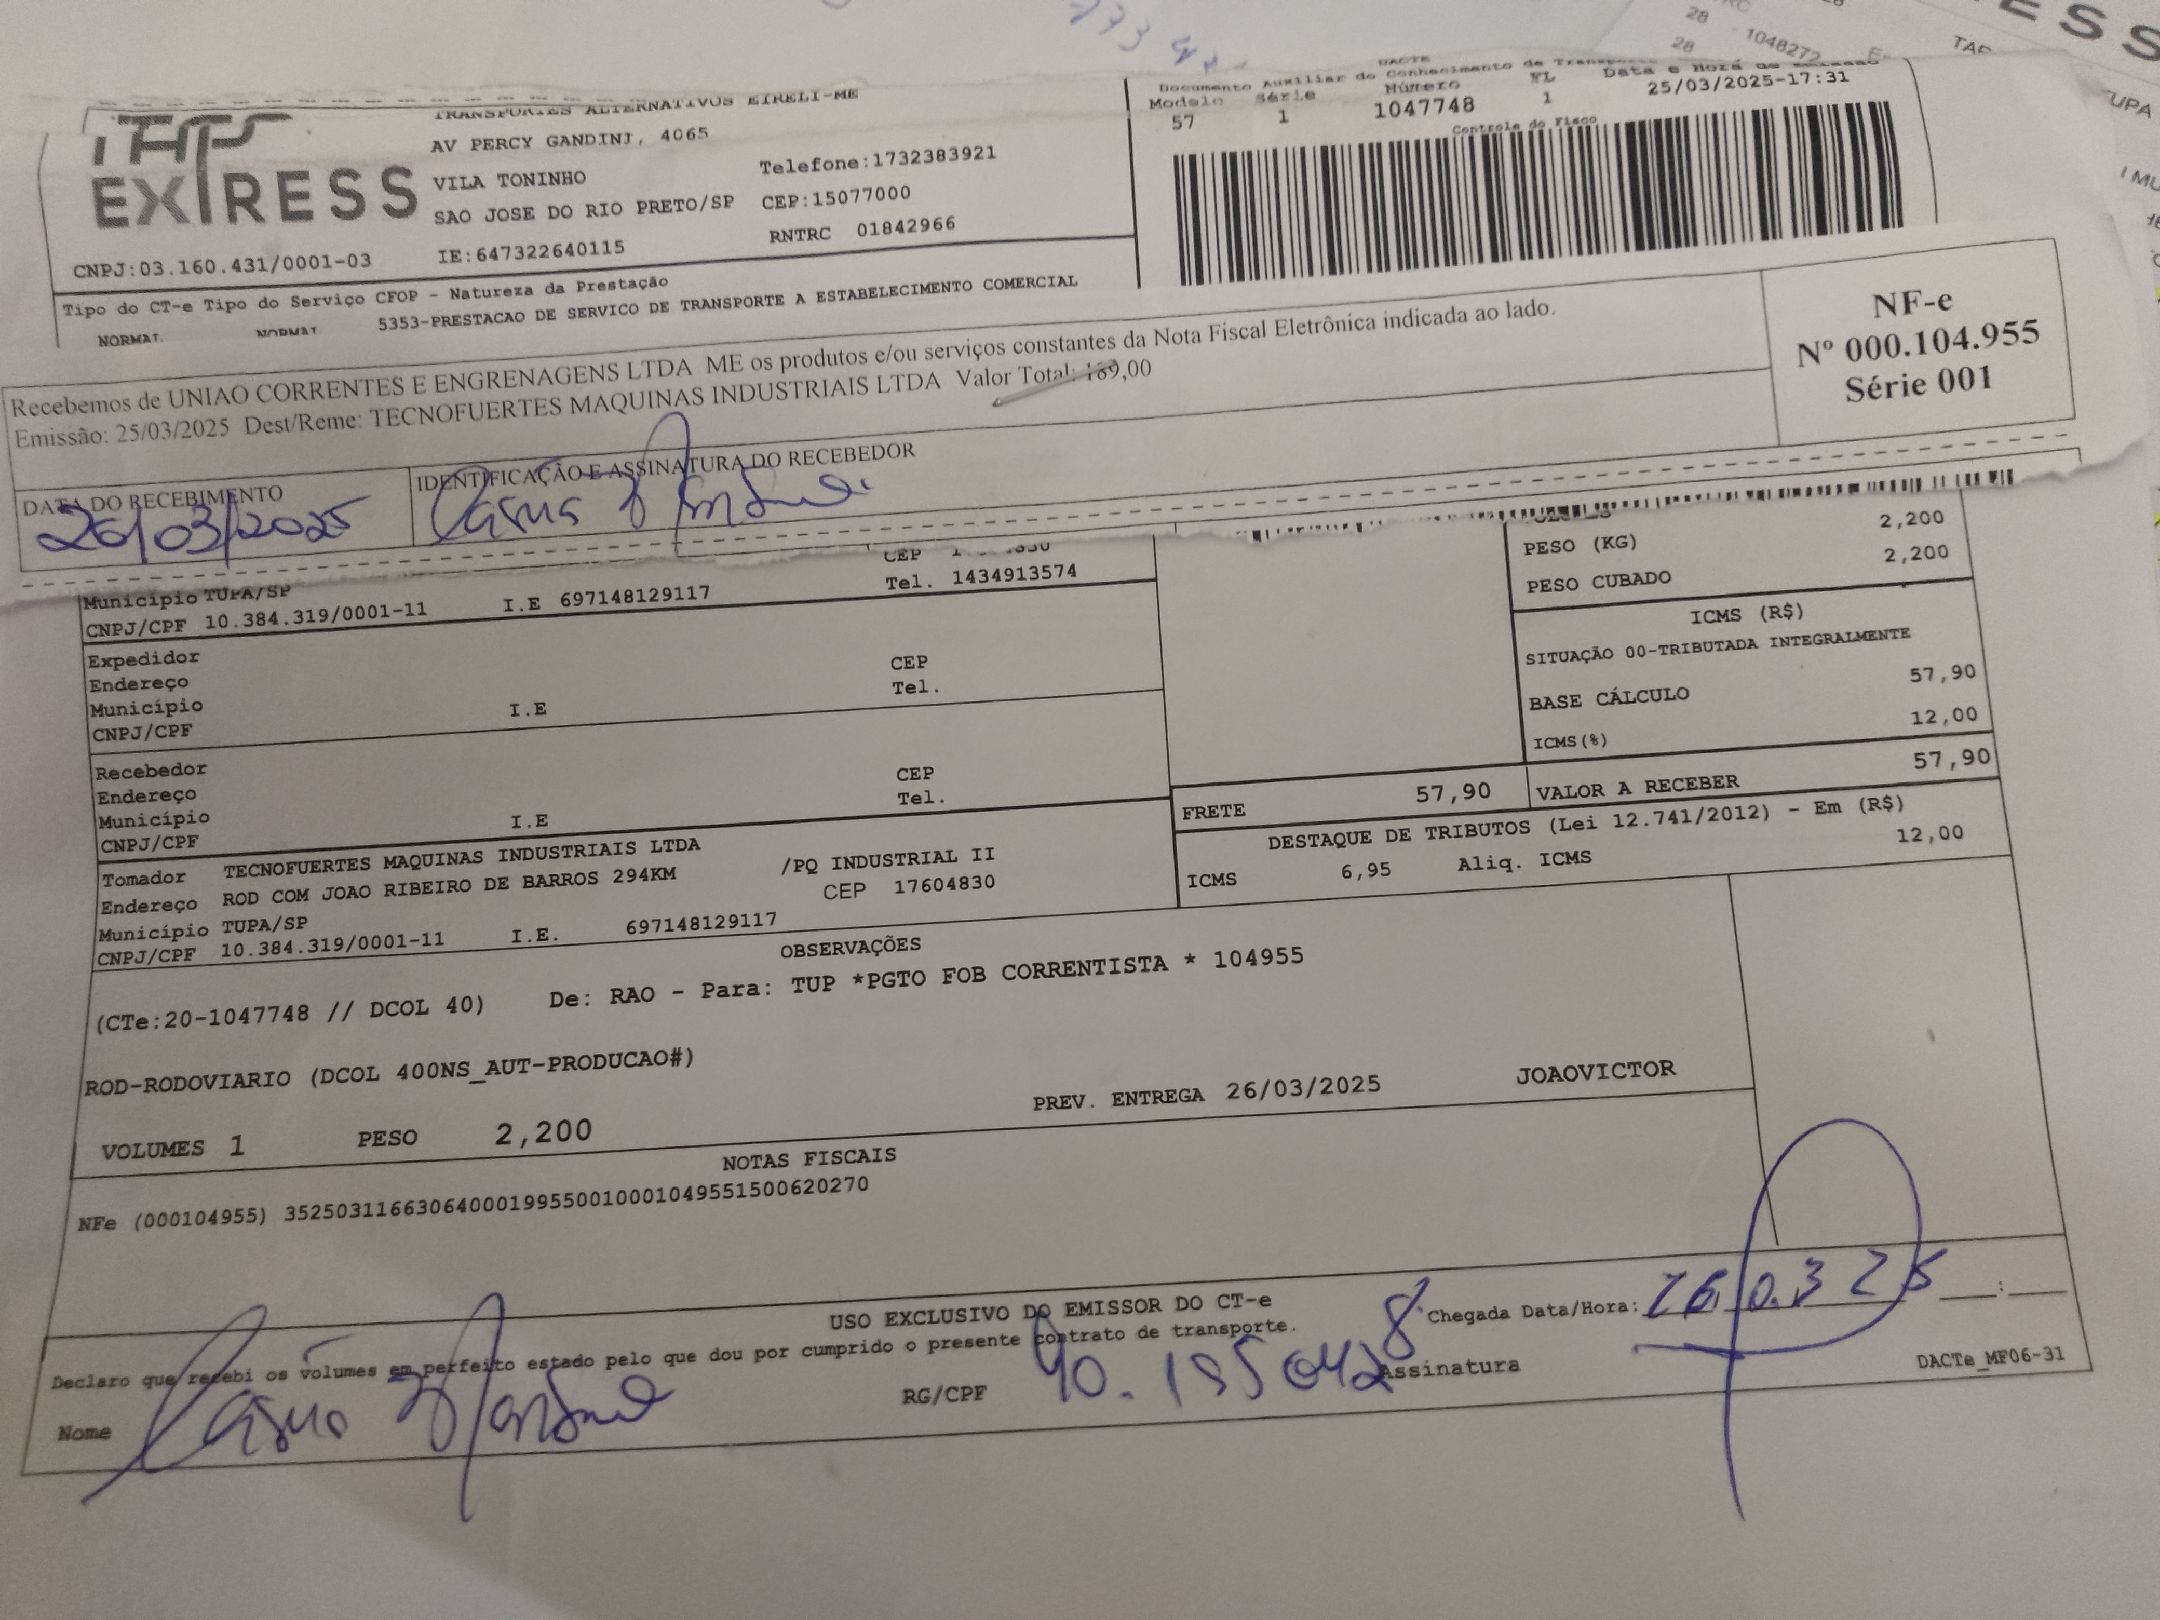 TRANSPORTES ALTERNATIVOS EIRELI-ME
AV PERCY GANDINI, 4065
VILA TONINHO Telefone:1732383921
SAO JOSE DO RIO PRETO/SP CEP:15077000
IE:647322640115 RNTRC 01842966
EXPRESS
CNPJ:03.160.431/0001-03
DACTE
Documento Auxiliar do Conhecimento de
Modelo Série Número FL Data e Hora de Emissão
57 1 1047748 1 25/03/2025-17:31
Controle do Fisco
Tipo do CT-e Tipo do Serviço CFOP - Natureza da Prestação
NORMAL NORMAL 5353-PRESTACAO DE SERVICO DE TRANSPORTE A ESTABELECIMENTO COMERCIAL
Recebemos de UNIAO CORRENTES E ENGRENAGENS LTDA ME os produtos e/ou serviços constantes da Nota Fiscal Eletrônica indicada ao lado.
Emissão: 25/03/2025 Dest/Reme: TECNOFUERTES MAQUINAS INDUSTRIAIS LTDA Valor Total: 189,00
NF-e
Nº 000.104.955
Série 001
DATA DO RECEBIMENTO IDENTIFICAÇÃO E ASSINATURA DO RECEBEDOR
26/03/2025
CEP
Município TUPA/SP Tel. 1434913574
CNPJ/CPF 10.384.319/0001-11 I.E 697148129117
PESO (KG) 2,200
PESO CUBADO 2,200
ICMS (R$)
SITUAÇÃO 00-TRIBUTADA INTEGRALMENTE
BASE CÁLCULO 57,90
ICMS(%) 12,00
Expedidor
Endereço CEP
Município Tel.
CNPJ/CPF I.E
Recebedor
Endereço CEP
Município Tel.
CNPJ/CPF I.E
FRETE 57,90 VALOR A RECEBER 57,90
DESTAQUE DE TRIBUTOS (Lei 12.741/2012) - Em (R$)
ICMS 6,95 Aliq. ICMS 12,00
Tomador TECNOFUERTES MAQUINAS INDUSTRIAIS LTDA
Endereço ROD COM JOAO RIBEIRO DE BARROS 294KM /PQ INDUSTRIAL II
Município TUPA/SP CEP 17604830
CNPJ/CPF 10.384.319/0001-11 I.E. 697148129117
OBSERVAÇÕES
(CTe:20-1047748 // DCOL 40) De: RAO - Para: TUP *PGTO FOB CORRENTISTA * 104955
ROD-RODOVIARIO (DCOL 400NS_AUT-PRODUCAO#)
PREV. ENTREGA 26/03/2025 JOAOVICTOR
VOLUMES 1 PESO 2,200
NOTAS FISCAIS
NFe (000104955) 35250311663064000199550010001049551500620270
USO EXCLUSIVO DO EMISSOR DO CT-e
Declaro que recebi os volumes em perfeito estado pelo que dou por cumprido o presente contrato de transporte.
Chegada Data/Hora: 26 03 25 :
Nome RG/CPF 40.195042 8 Assinatura
DACTe_MF06-31